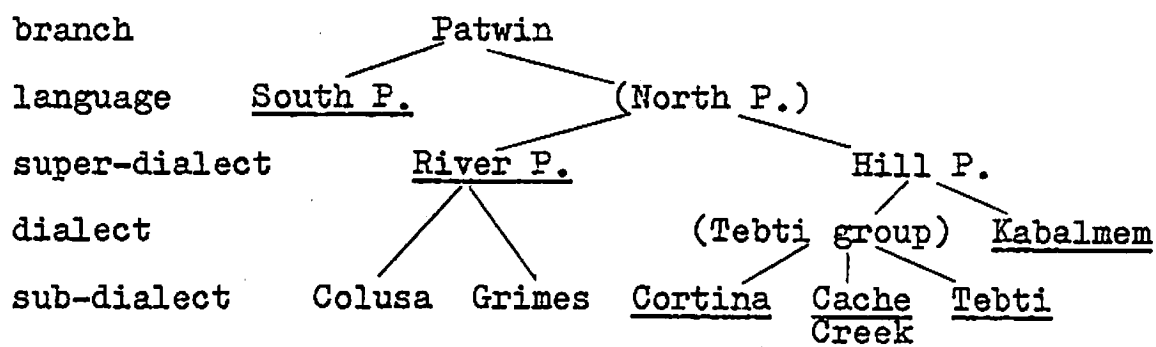 branch Patwin
language South P. (North P.)
super-dialect River P. Hill P.
dialect (Tebti group) Kabalmem
sub-dialect Colusa Grimes Cortina Cache Tebti
Creek